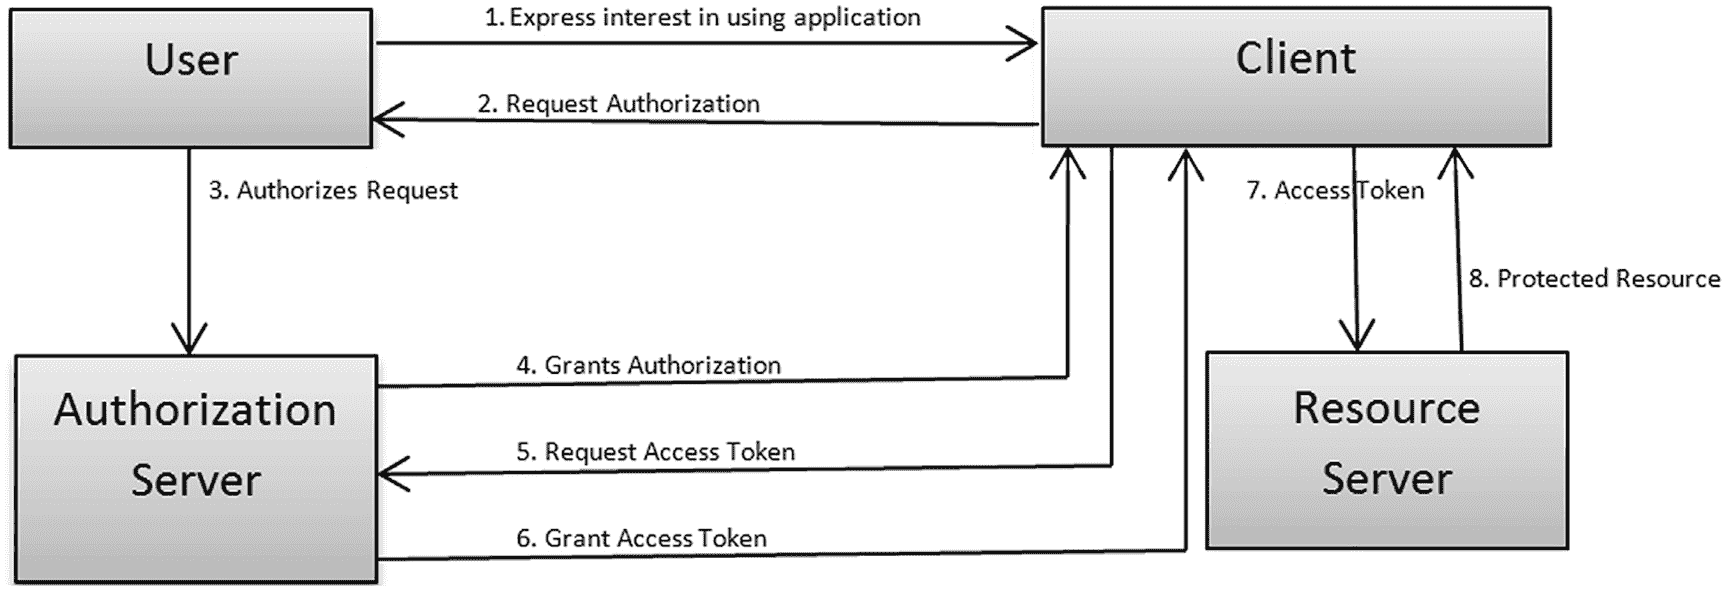 1. Express interest in using application
User
Client
2. Request Authorization
3. Authorizes Request
7. Access Token
8. Protected Resource
4. Grants Authorization
Authorization
Server
Resource
Server
5. Request Access Token
6. Grant Access Token